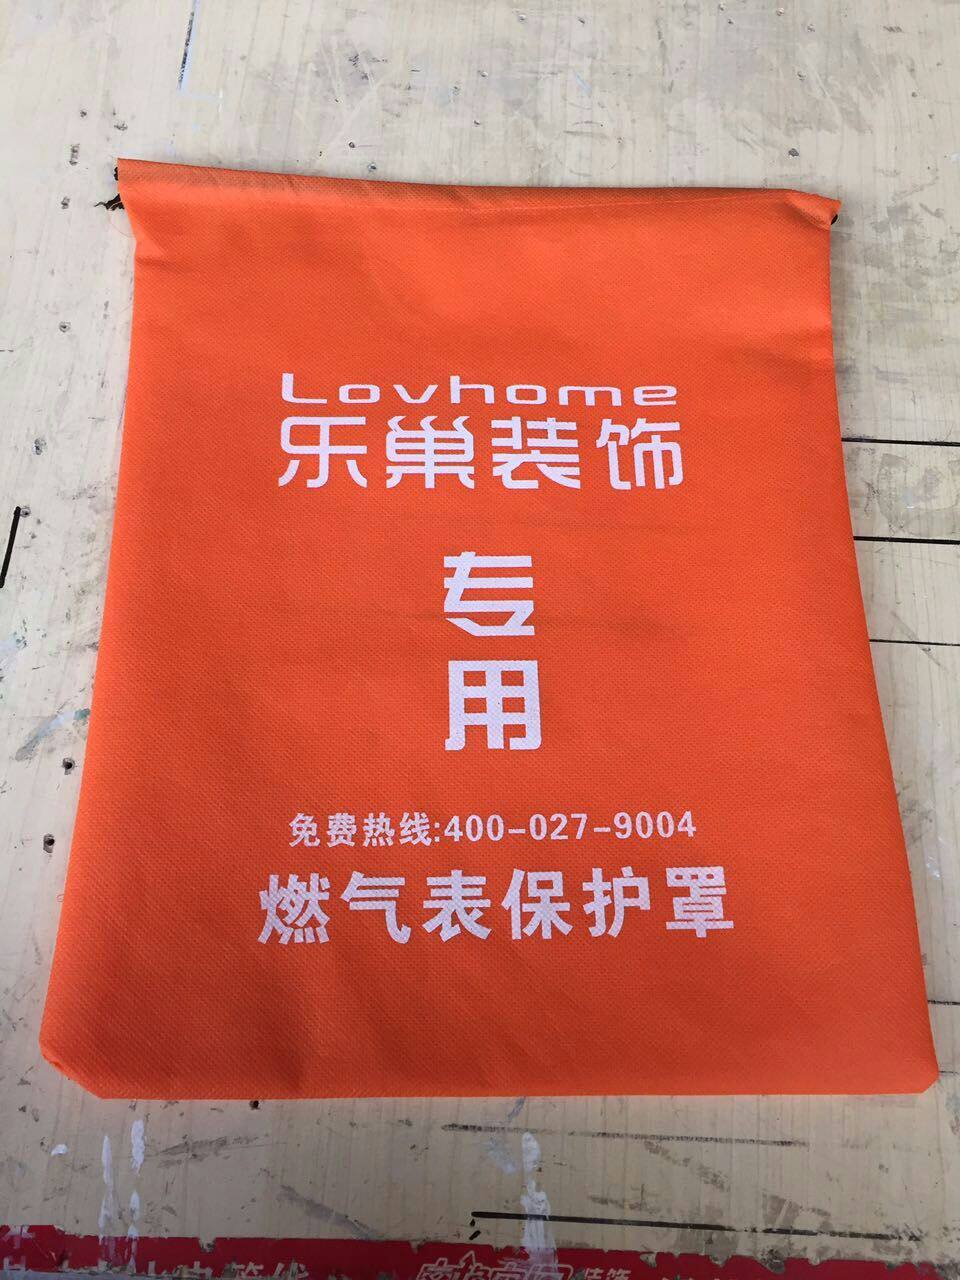 Lovhome
乐巢装饰
专
用
免费热线:400-027-9004
燃气表保护罩